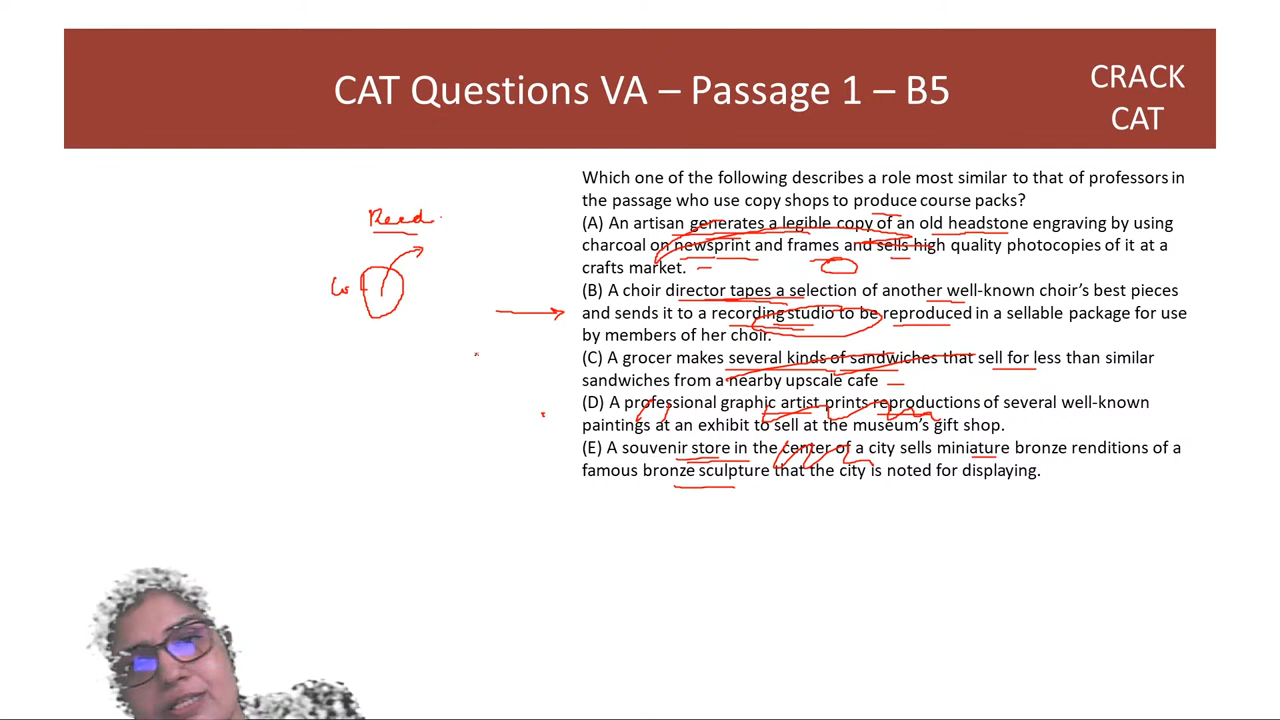 CAT Questions VA – Passage 1 – B5
CRACK
CAT
Which one of the following describes a role most similar to that of professors in
the passage who use copy shops to produce course packs?
(A) An artisan generates a legible copy of an old headstone engraving by using
charcoal on newsprint and frames and sells high quality photocopies of it at a
crafts market.
(B) A choir director tapes a selection of another well-known choir's best pieces
and sends it to a recording studio to be reproduced in a sellable package for use
by members of her choir.
(C) A grocer makes several kinds of sandwiches that sell for less than similar
sandwiches from a nearby upscale cafe
(D) A professional graphic artist prints reproductions of several well-known
paintings at an exhibit to sell at the museum's gift shop.
(E) A souvenir store in the center of a city sells miniature bronze renditions of a
famous bronze sculpture that the city is noted for displaying.